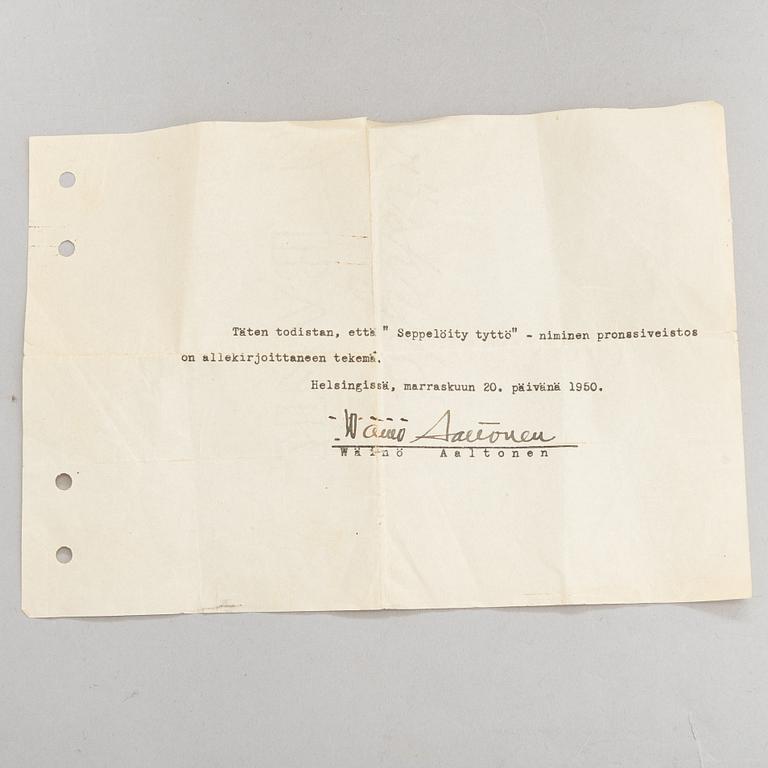 Täten todistan, että " Seppelöity tyttö" - niminen pronssiveistos
on allekirjoittaneen tekemä.
Helsingissä, marraskuun 20. päivänä 1950.
Wäinö Aaltonen
Wäinö Aaltonen